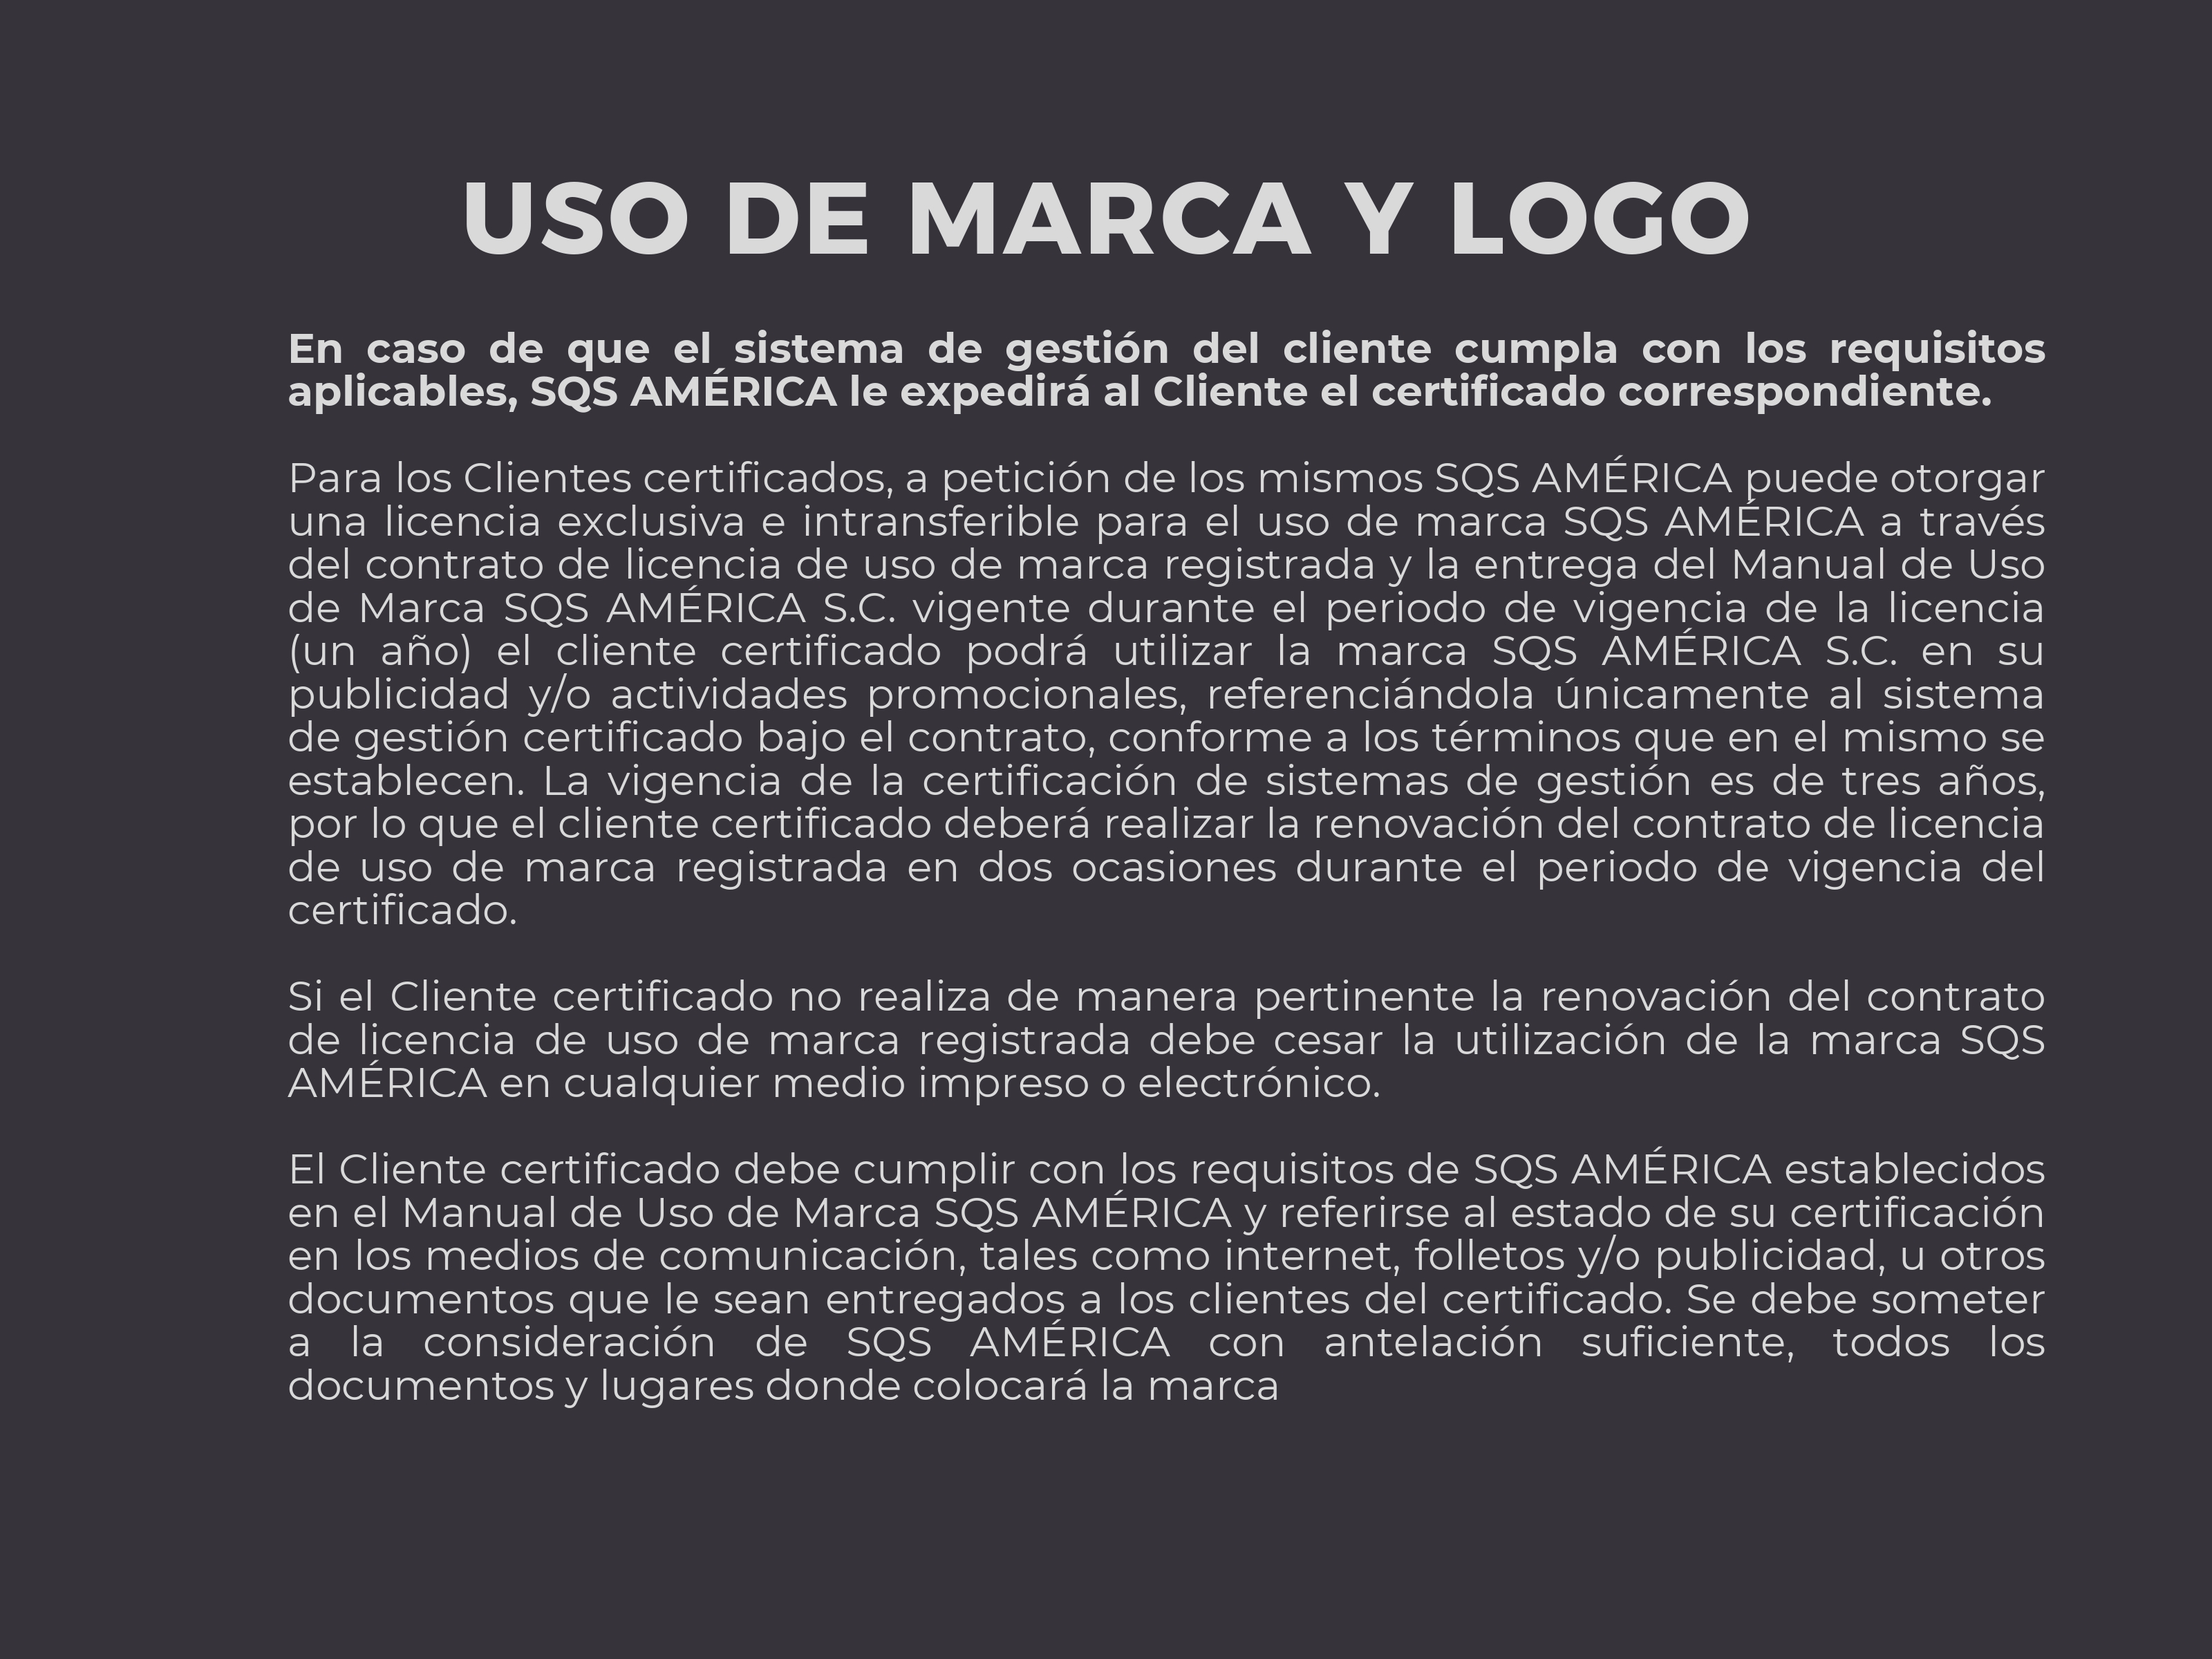 USO DE MARCA Y LOGO
En caso de que el sistema de gestión del cliente cumpla con los requisitos
aplicables, SQS AMÉRICA le expedirá al Cliente el certificado correspondiente.
Para los Clientes certificados, a petición de los mismos SQS AMÉRICA puede otorgar
una licencia exclusiva e intransferible para el uso de marca SQS AMÉRICA a través
del contrato de licencia de uso de marca registrada y la entrega del Manual de Uso
de Marca SQS AMÉRICA S.C. vigente durante el periodo de vigencia de la licencia
(un año) el cliente certificado podrá utilizar la marca SQS AMÉRICA S.C. en su
publicidad y/o actividades promocionales, referenciándola únicamente al sistema
de gestión certificado bajo el contrato, conforme a los términos que en el mismo se
establecen. La vigencia de la certificación de sistemas de gestión es de tres años,
por lo que el cliente certificado deberá realizar la renovación del contrato de licencia
de uso de marca registrada en dos ocasiones durante el periodo de vigencia del
certificado.
Si el Cliente certificado no realiza de manera pertinente la renovación del contrato
de licencia de uso de marca registrada debe cesar la utilización de la marca SQS
AMÉRICA en cualquier medio impreso o electrónico.
El Cliente certificado debe cumplir con los requisitos de SQS AMÉRICA establecidos
en el Manual de Uso de Marca SQS AMÉRICA y referirse al estado de su certificación
en los medios de comunicación, tales como internet, folletos y/o publicidad, u otros
documentos que le sean entregados a los clientes del certificado. Se debe someter
a la consideración de SQS AMÉRICA con antelación suficiente, todos los
documentos y lugares donde colocará la marca